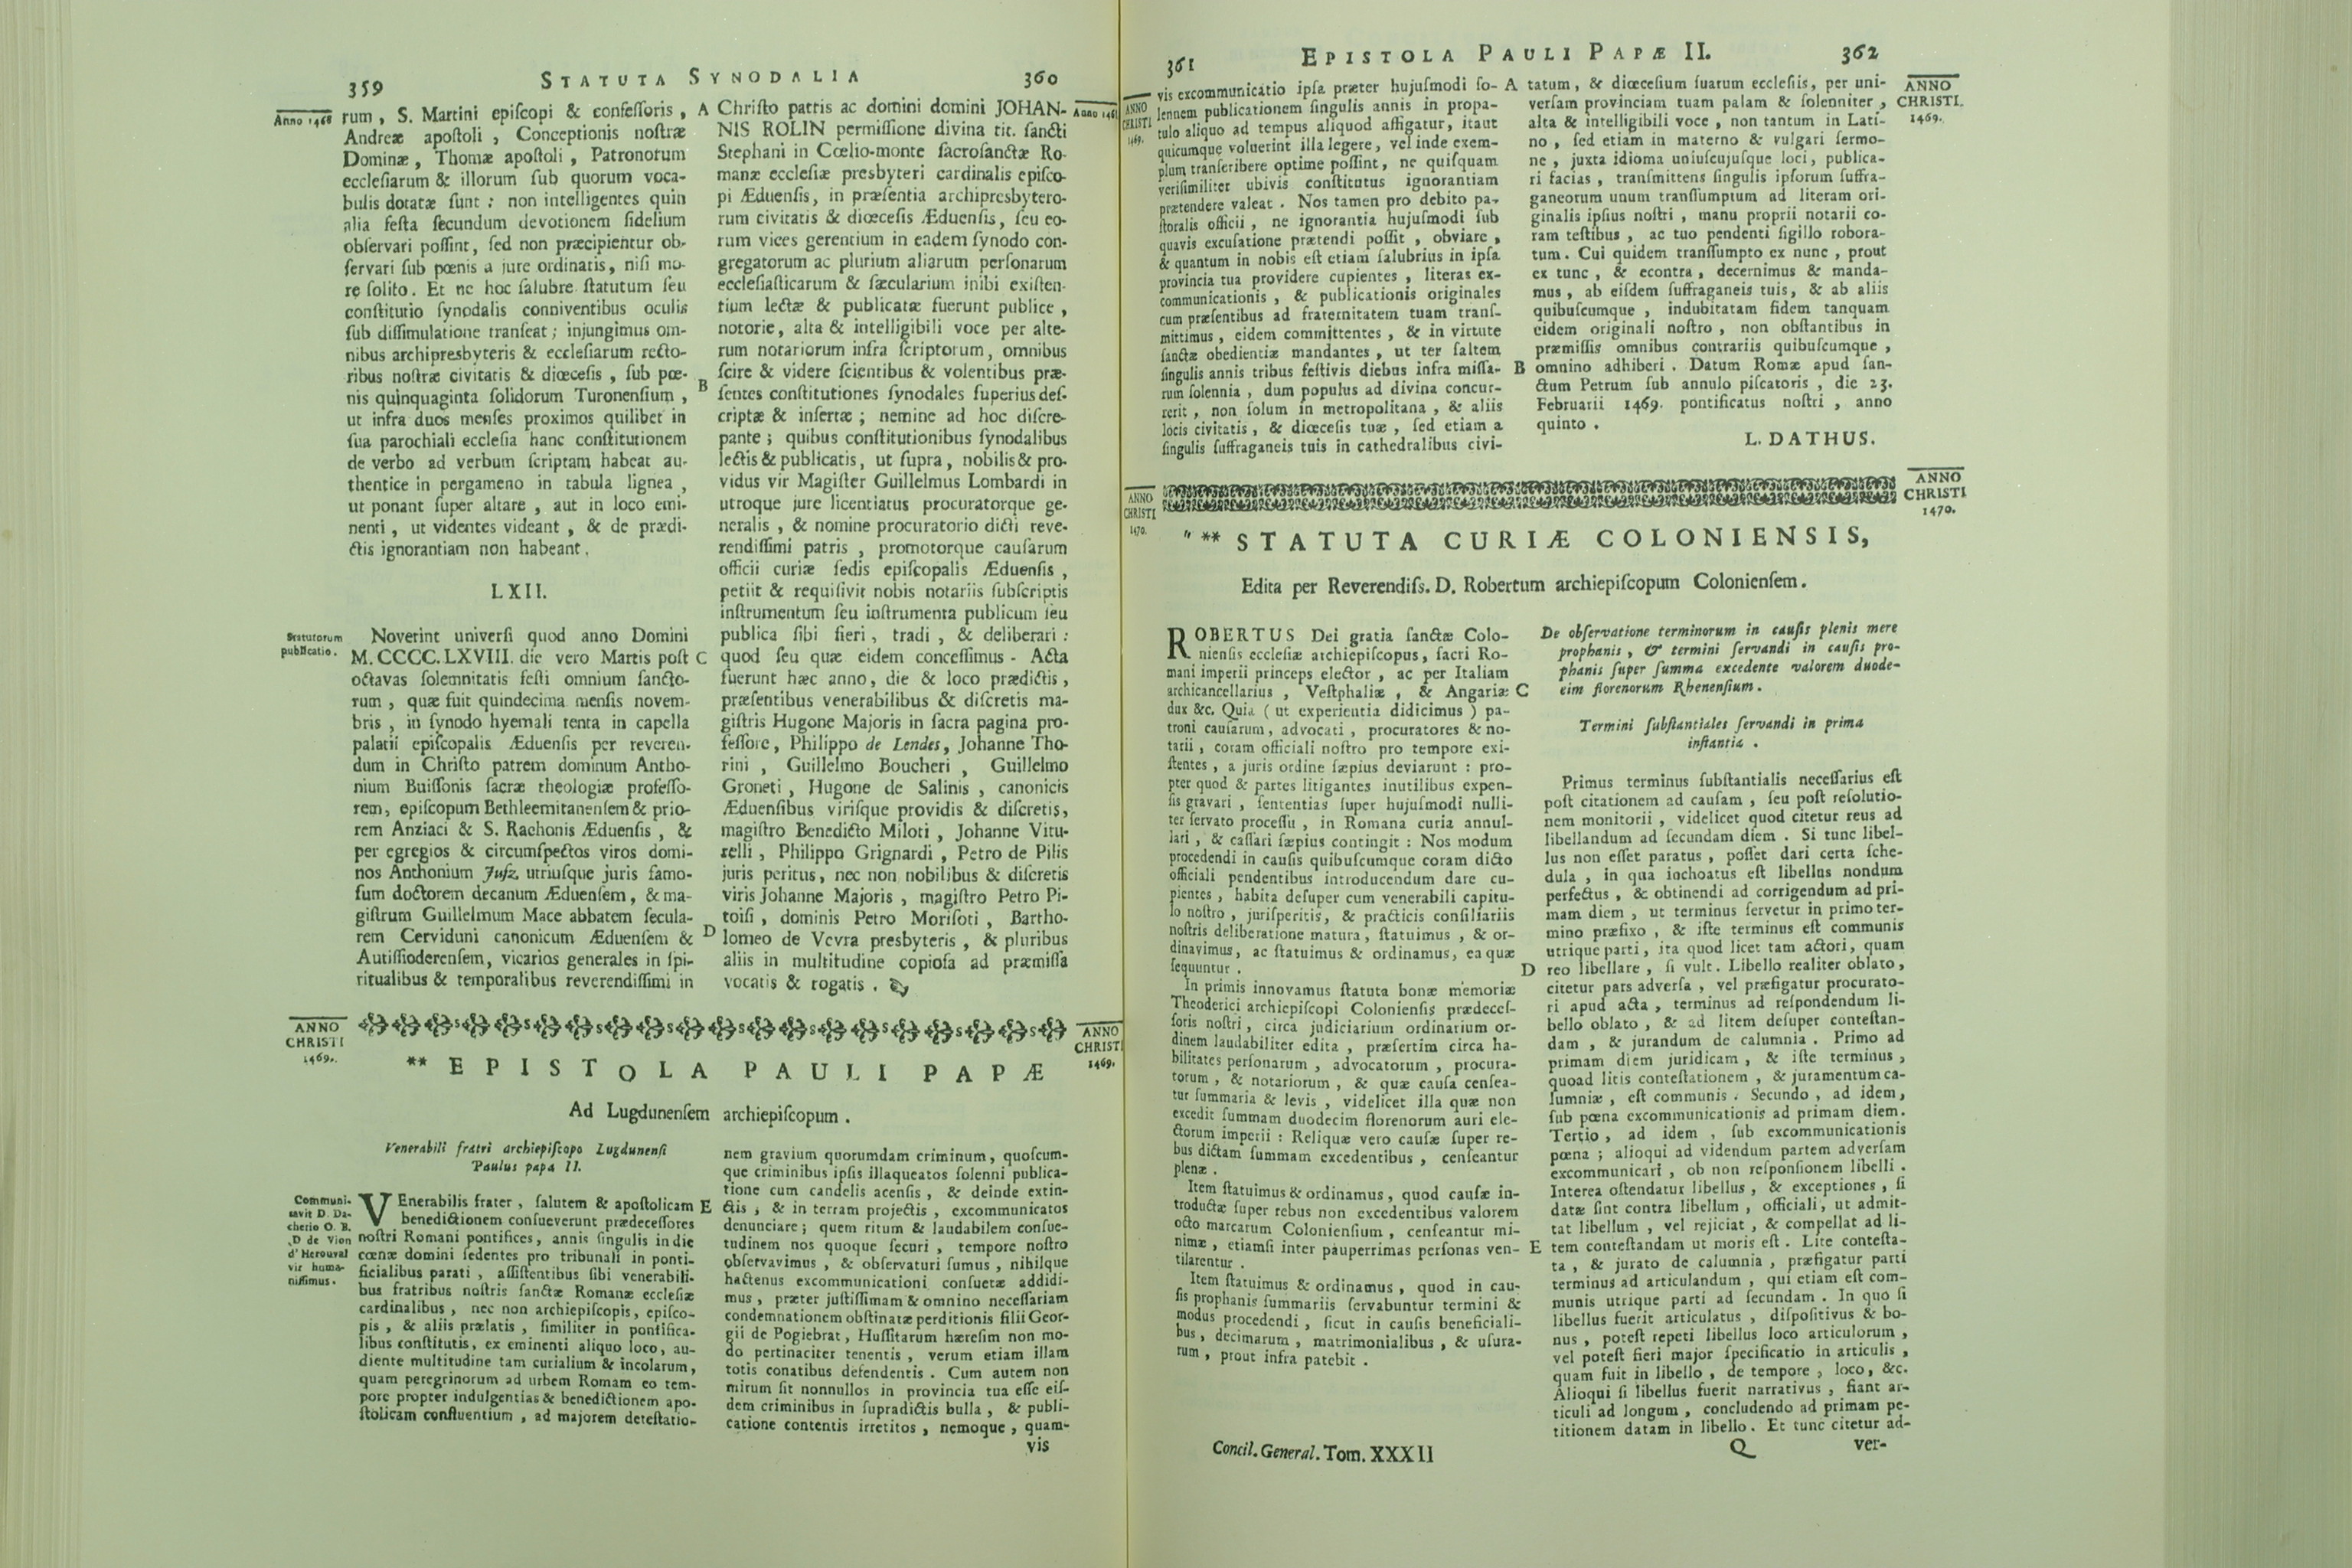 359
STATUTA SYNODALIA
360
Anno 1468
rum, S. Martini epiſcopi & confeſſoris,
Andreæ apoſtoli, Conceptionis noſtræ
Dominæ, Thomæ apoſtoli, Patronorum
eccleſiarum & illorum ſub quorum voca-
bulis dotatæ ſunt: non intelligentes quin
alia feſta ſecundum devotionem fidelium
obſervari poſſint, ſed non præcipientur ob-
ſervari ſub pœnis a jure ordinatis, niſi mo-
re ſolito. Et ne hoc ſalubre ſtatutum ſeu
conſtitutio ſynodalis conniventibus oculis
ſub diſſimulatione tranſeat; injungimus om-
nibus archipresbyteris & eccleſiarum recto-
ribus noſtræ civitatis & diœceſis, ſub pœ-
nis quinquaginta ſolidorum Turonenſium,
ut infra duos menſes proximos quilibet in
ſua parochiali eccleſia hanc conſtitutionem
de verbo ad verbum ſcriptam habeat au-
thentice in pergameno in tabula lignea,
ut ponant ſuper altare, aut in loco emi-
nenti, ut videntes videant, & de prædi-
ctis ignorantiam non habeant.
LXII.
Statutorum
publicatio.
Noverint univerſi quod anno Domini
M. CCCC. LXVIII. die vero Martis poſt
octavas ſolemnitatis feſti omnium ſancto-
rum, quæ fuit quindecima menſis novem-
bris, in ſynodo hyemali tenta in capella
palatii epiſcopalis Æduenſis per reveren-
dum in Chriſto patrem dominum Antho-
nium Buiſſonis ſacræ theologiæ profeſſo-
rem, epiſcopum Bethleemitanenſem & prio-
rem Anziaci & S. Rachonis Æduenſis, &
per egregios & circumſpectos viros domi-
nos Anthonium Juſz. utriuſque juris famo-
ſum doctorem decanum Æduenſem, & ma-
giſtrum Guillelmum Mace abbatem ſecula-
rem Cerviduni canonicum Æduenſem &
Autiſſioderenſem, vicarios generales in ſpi-
ritualibus & temporalibus reverendiſſimi in
A
B
C
D
Chriſto patris ac domini domini JOHAN-
NIS ROLIN permiſſione divina tit. ſancti
Stephani in Cœlio-monte ſacroſanctæ Ro-
manæ eccleſiæ presbyteri cardinalis epiſco-
pi Æduenſis, in præſentia archipresbytero-
rum civitatis & diœceſis Æduenſis, ſeu eo-
rum vices gerentium in eadem ſynodo con-
gregatorum ac plurium aliarum perſonarum
eccleſiaſticarum & ſæcularium inibi exiſten-
tium lectæ & publicatæ fuerunt publice,
notorie, alta & intelligibili voce per alte-
rum notariorum infra ſcriptorum, omnibus
ſcire & videre ſcientibus & volentibus præ-
ſentes conſtitutiones ſynodales ſuperius deſ-
criptæ & inſertæ; nemine ad hoc diſcre-
pante; quibus conſtitutionibus ſynodalibus
lectis & publicatis, ut ſupra, nobilis & pro-
vidus vir Magiſter Guillelmus Lombardi in
utroque jure licentiatus procuratorque ge-
neralis, & nomine procuratorio dicti reve-
rendiſſimi patris, promotorque cauſarum
officii curiæ ſedis epiſcopalis Æduenſis,
petiit & requiſivit nobis notariis ſubſcriptis
inſtrumentum ſeu inſtrumenta publicum ſeu
publica ſibi fieri, tradi, & deliberari:
quod ſeu quæ eidem conceſſimus - Acta
fuerunt hæc anno, die & loco prædictis,
præſentibus venerabilibus & diſcretis ma-
giſtris Hugone Majoris in ſacra pagina pro-
feſſore, Philippo de Lendes, Johanne Tho-
rini, Guillelmo Boucheri, Guillelmo
Groneti, Hugone de Salinis, canonicis
Æduenſibus viriſque providis & diſcretis,
magiſtro Benedicto Miloti, Johanne Vitu-
relli, Philippo Grignardi, Petro de Pilis
juris peritus, nec non nobilibus & diſcretis
viris Johanne Majoris, magiſtro Petro Pi-
toiſi, dominis Petro Moriſoti, Bartho-
lomeo de Vevra presbyteris, & pluribus
aliis in multitudine copioſa ad præmiſſa
vocatis & rogatis.
ANNO
CHRISTI
1469.
ANNO
CHRISTI
1469.
** EPISTOLA PAULI PAPÆ
Ad Lugdunenſem archiepiſcopum.
Venerabili fratri archiepiſcopo Lugdunenſi
Paulus papa II.
Communi-
cavit D. Da-
cherio O. B.
D de Vion
d'Herouval
vir huma-
niſſimus.
VEnerabilis frater, ſalutem & apoſtolicam
benedictionem conſueverunt prædeceſſores
noſtri Romani pontifices, annis ſingulis in die
cœnæ domini ſedentes pro tribunali in ponti-
ficialibus parati, aſſiſtentibus ſibi venerabili-
bus fratribus noſtris ſanctæ Romanæ eccleſiæ
cardinalibus, nec non archiepiſcopis, epiſco-
pis, & aliis prælatis, ſimiliter in pontifica-
libus conſtitutis, ex eminenti aliquo loco, au-
diente multitudine tam curialium & incolarum,
quam peregrinorum ad urbem Romam eo tem-
pore propter indulgentias & benedictionem apo-
ſtolicam confluentium, ad majorem deteſtatio-
E
nem gravium quorumdam criminum, quoſcum-
que criminibus ipſis illaqueatos ſolenni publica-
tione cum candelis acenſis, & deinde extin-
ctis, & in terram projectis, excommunicatos
denunciare; quem ritum & laudabilem conſue-
tudinem nos quoque ſecuri, tempore noſtro
obſervavimus, & obſervaturi ſumus, nihilque
hactenus excommunicationi conſuetæ addidi-
mus, præter juſtiſſimam & omnino neceſſariam
condemnationem obſtinatæ perditionis filii Geor-
gii de Pogiebrat, Huſſitarum hæreſim non mo-
do pertinaciter tenentis, verum etiam illam
totis conatibus defendentis. Cum autem non
mirum ſit nonnullos in provincia tua eſſe eiſ-
dem criminibus in ſupradictis bulla, & publi-
catione contentis irretitos, nemoque, quam-
vis
361
EPISTOLA PAULI PAPÆ II.
362
ANNO
CHRISTI
1469.
vis excommunicatio ipſa præter hujuſmodi ſo-
lennem publicationem ſingulis annis in propa-
tulo aliquo ad tempus aliquod affigatur, itaut
quicumque voluerint illa legere, vel inde exem-
plum tranſcribere optime poſſint, ne quiſquam
veriſimiliter ubivis conſtitutus ignorantiam
prætendere valeat. Nos tamen pro debito pa-
ſtoralis officii, ne ignorantia hujuſmodi ſub
quavis excuſatione prætendi poſſit, obviare,
& quantum in nobis eſt etiam ſalubrius in ipſa
provincia tua providere cupientes, literas ex-
communicationis, & publicationis originales
cum præſentibus ad fraternitatem tuam tranſ-
mittimus, eidem committentes, & in virtute
ſanctæ obedientiæ mandantes, ut ter ſaltem
ſingulis annis tribus feſtivis diebus infra miſſa-
rum ſolennia, dum populus ad divina concur-
rerit, non ſolum in metropolitana, & aliis
locis civitatis, & diœceſis tuæ, ſed etiam a
ſingulis ſuffraganeis tuis in cathedralibus civi-
A
B
tatum, & diœceſium ſuarum eccleſiis, per uni-
verſam provinciam tuam palam & ſolenniter,
alta & intelligibili voce, non tantum in Lati-
no, ſed etiam in materno & vulgari ſermo-
ne, juxta idioma uniuſcujuſque loci, publica-
ri facias, tranſmittens ſingulis ipſorum ſuffra-
ganeorum unum tranſſumptum ad literam ori-
ginalis ipſius noſtri, manu proprii notarii co-
ram teſtibus, ac tuo pendenti ſigillo robora-
tum. Cui quidem tranſſumpto ex nunc, prout
ex tunc, & econtra, decernimus & manda-
mus, ab eiſdem ſuffraganeis tuis, & ab aliis
quibuſcumque, indubitatam fidem tanquam
eidem originali noſtro, non obſtantibus in
præmiſſis omnibus contrariis quibuſcumque,
omnino adhiberi. Datum Romæ apud ſan-
ctum Petrum ſub annulo piſcatoris, die 23.
Februarii 1469. pontificatus noſtri, anno
quinto.
L. DATHUS.
ANNO
CHRISTI
1469.
ANNO
CHRISTI
1470.
ANNO
CHRISTI
1470.
" ** STATUTA CURIÆ COLONIENSIS,
Edita per Reverendiſs. D. Robertum archiepiſcopum Colonienſem.
ROBERTUS Dei gratia ſanctæ Colo-
nienſis eccleſiæ archiepiſcopus, ſacri Ro-
mani imperii princeps elector, ac per Italiam
archicancellarius, Veſtphaliæ, & Angariæ
dux &c. Quia (ut experientia didicimus) pa-
troni cauſarum, advocati, procuratores & no-
tarii, coram officiali noſtro pro tempore exi-
ſtentes, a juris ordine ſæpius deviarunt: pro-
pter quod & partes litigantes inutilibus expen-
ſis gravari, ſententias ſuper hujuſmodi nulli-
ter ſervato proceſſu, in Romana curia annul-
lari, & caſſari ſæpius contingit: Nos modum
procedendi in cauſis quibuſcumque coram dicto
officiali pendentibus introducendum dare cu-
pientes, habita deſuper cum venerabili capitu-
lo noſtro, juriſperitis, & practicis conſiliariis
noſtris deliberatione matura, ſtatuimus, & or-
dinavimus, ac ſtatuimus & ordinamus, ea quæ
ſequuntur.
In primis innovamus ſtatuta bonæ memoriæ
Theoderici archiepiſcopi Colonienſis prædeceſ-
ſoris noſtri, circa judiciarium ordinarium or-
dinem laudabiliter edita, præſertim circa ha-
bilitates perſonarum, advocatorum, procura-
torum, & notariorum, & quæ cauſa cenſea-
tur ſummaria & levis, videlicet illa quæ non
excedit ſummam duodecim florenorum auri ele-
ctorum imperii: Reliquæ vero cauſæ ſuper re-
bus dictam ſummam excedentibus, cenſeantur
plenæ.
Item ſtatuimus & ordinamus, quod cauſæ in-
troductæ ſuper rebus non excedentibus valorem
octo marcarum Colonienſium, cenſeantur mi-
nimæ, etiamſi inter pauperrimas perſonas ven-
tilarentur.
Item ſtatuimus & ordinamus, quod in cau-
ſis prophanis ſummariis ſervabuntur termini &
modus procedendi, ſicut in cauſis beneficiali-
bus, decimarum, matrimonialibus, & uſura-
rum, prout infra patebit.
C
D
E
De obſervatione terminorum in cauſis plenis mere
prophanis, & termini ſervandi in cauſis pro-
phanis ſuper ſumma excedente valorem duode-
cim florenorum Rhenenſium.
Termini ſubſtantiales ſervandi in prima
inſtantia.
Primus terminus ſubſtantialis neceſſarius eſt
poſt citationem ad cauſam, ſeu poſt reſolutio-
nem monitorii, videlicet quod citetur reus ad
libellandum ad ſecundam diem. Si tunc libel-
lus non eſſet paratus, poſſet dari certa ſche-
dula, in qua inchoatus eſt libellus nondum
perfectus, & obtinendi ad corrigendum ad pri-
mam diem, ut terminus ſervetur in primo ter-
mino præfixo, & iſte terminus eſt communis
utrique parti, ita quod licet tam actori, quam
reo libellare, ſi vult. Libello realiter oblato,
citetur pars adverſa, vel præfigatur procurato-
ri apud acta, terminus ad reſpondendum li-
bello oblato, & ad litem deſuper conteſtan-
dam, & jurandum de calumnia. Primo ad
primam diem juridicam, & iſte terminus,
quoad litis conteſtationem, & juramentum ca-
lumniæ, eſt communis. Secundo, ad idem,
ſub pœna excommunicationis ad primam diem.
Tertio, ad idem, ſub excommunicationis
pœna; alioqui ad videndum partem adverſam
excommunicari, ob non reſponſionem libelli.
Interea oſtendatur libellus, & exceptiones, ſi
datæ ſint contra libellum, officiali, ut admit-
tat libellum, vel rejiciat, & compellat ad li-
tem conteſtandam ut moris eſt. Lite conteſta-
ta, & jurato de calumnia, præfigatur parti
terminus ad articulandum, qui etiam eſt com-
munis utrique parti ad ſecundam. In quo ſi
libellus fuerit articulatus, diſpoſitivus & bo-
nus, poteſt repeti libellus loco articulorum,
vel poteſt fieri major ſpecificatio in articulis,
quam fuit in libello, de tempore, loco, &c.
Alioqui ſi libellus fuerit narrativus, fiant ar-
ticuli ad longum, concludendo ad primam pe-
titionem datam in libello. Et tunc citetur ad-
Concil. General. Tom. XXXII
Q
ver-